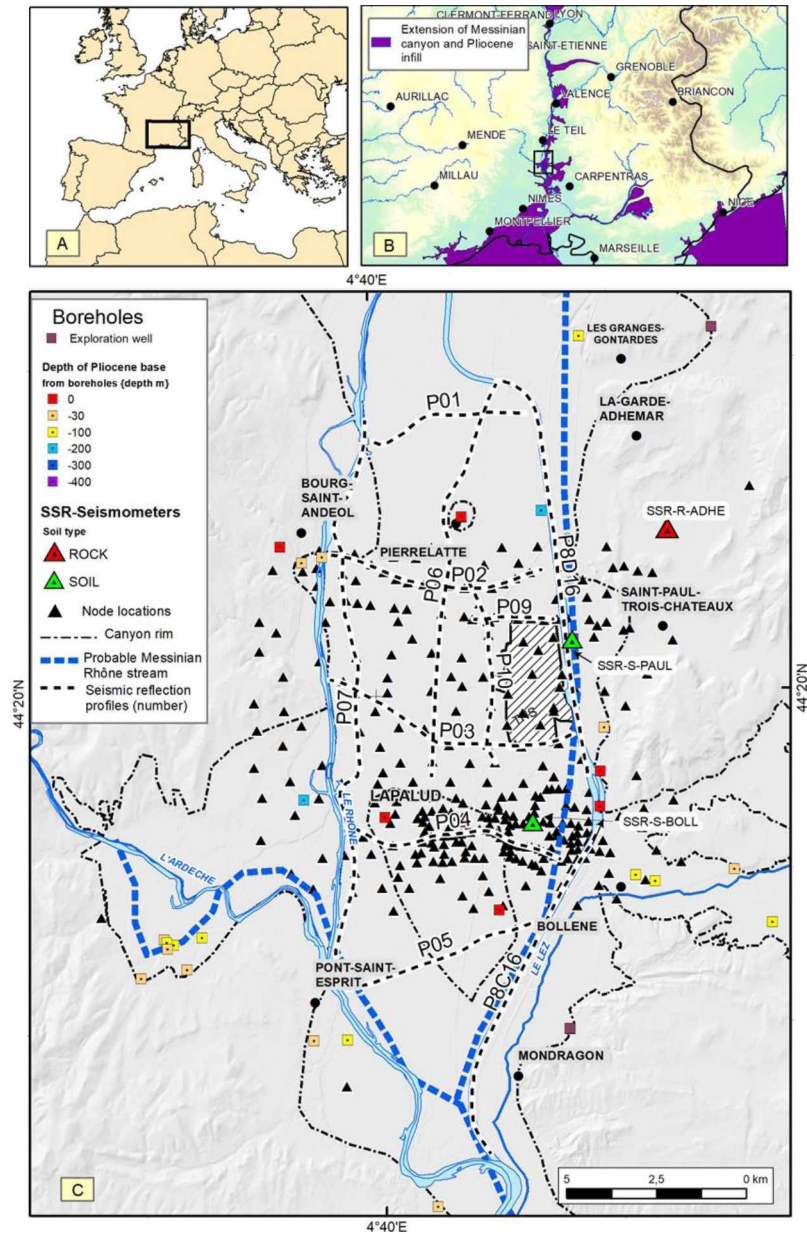 A
Extension of Messinian
canyon and Pliocene
infill
CLERMONT-FERRAND
LYON
SAINT-ETIENNE
GRENOBLE
VALENCE
BRIANCON
AURILLAC
LE TEIL
MENDE
MILLAU
CARPENTRAS
NIMES
NICE
MONTPELLIER
MARSEILLE
B
4°40'E
Boreholes
Exploration well
Depth of Pliocene base
from boreholes {depth m}
0
-30
-100
-200
-300
-400
SSR-Seismometers
Soil type
ROCK
SOIL
Node locations
Canyon rim
Probable Messinian
Rhône stream
Seismic reflection
profiles (number)
LES GRANGES-
GONTARDES
P01
LA-GARDE-
ADHEMAR
BOURG-
SAINT-
ANDEOL
SSR-R-ADHE
PIERRELATTE
P06
P02
P8D16
SAINT-PAUL-
TROIS-CHATEAUX
P09
P10
SSR-S-PAUL
44°20'N
44°20'N
P07
P03
LE RHÔNE
LAPALUD
P04
SSR-S-BOLL
L'ARDECHE
BOLLENE
P05
P8C16
LE LEZ
PONT-SAINT-
ESPRIT
MONDRAGON
5
2,5
0 km
C
4°40'E